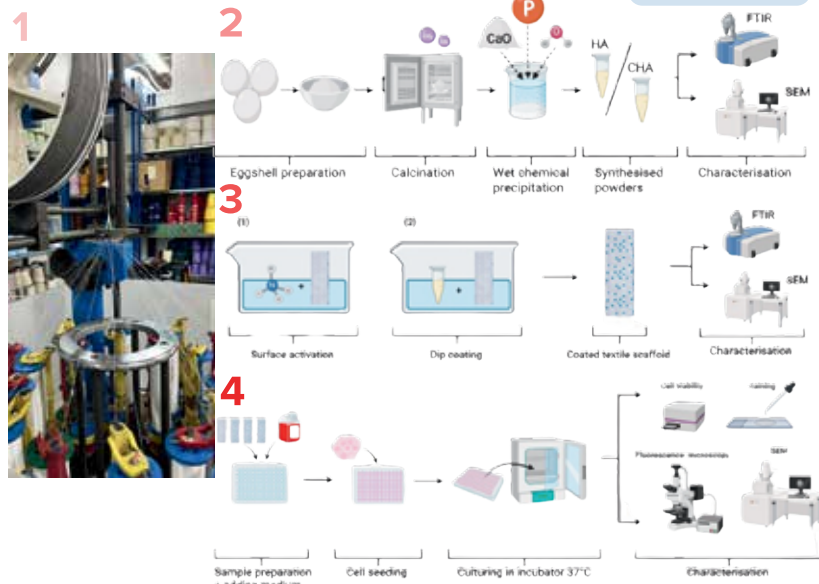 1
2
P
CaO
HA
CHA
FTIR
SEM
Eggshell preparation
Calcination
Wet chemical
precipitation
Synthesised
powders
Characterisation
3
(1)
(2)
FTIR
SEM
Surface activation
Dip coating
Coated textile scaffold
Characterisation
4
Cell viability
Fluorescence microscopy
SEM
Sample preparation
+ adding medium
Cell seeding
Culturing in incubator 37°C
Characterisation